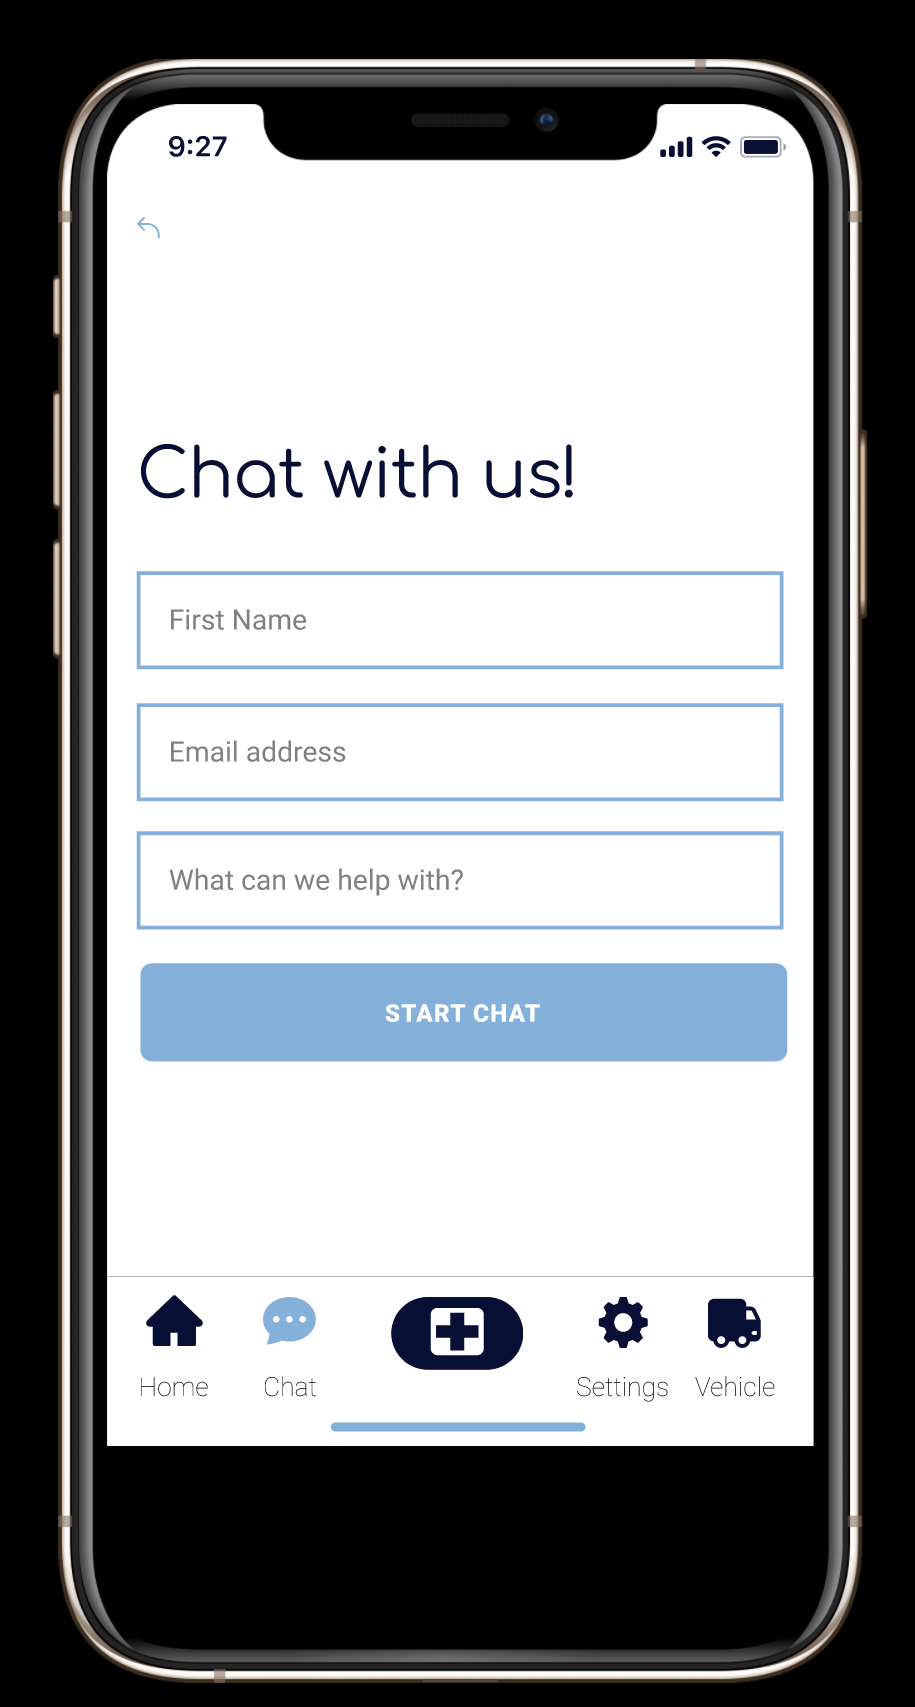 9:27
Chat with us!
First Name
Email address
What can we help with?
START CHAT
Home Chat Settings Vehicle